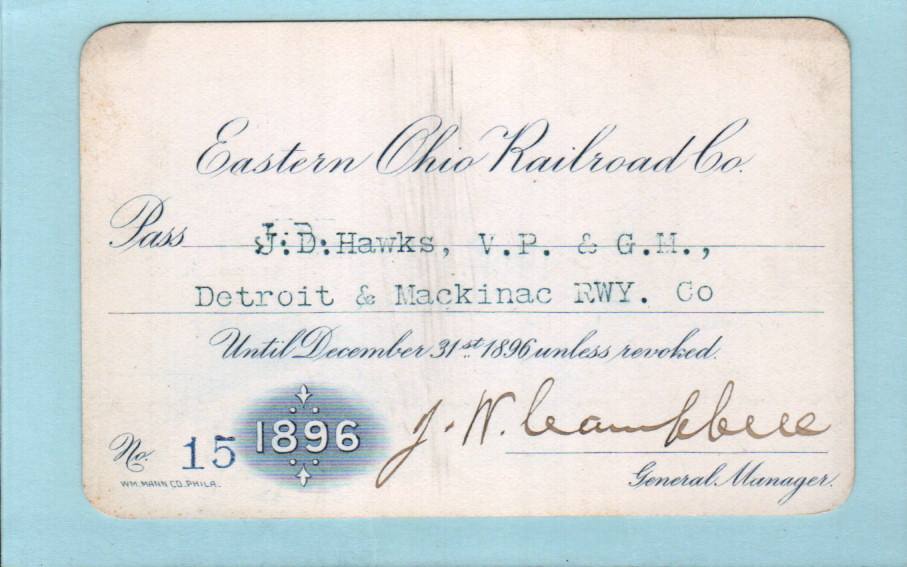 Eastern Ohio Railroad Co.
Pass J.D.Hawks, V.P. & G.M.,
Detroit & Mackinac RWY. Co
Until December 31st 1896 unless revoked.
No. 15 1896 J. W. Campbell
WM. MANN CO. PHILA. General Manager.